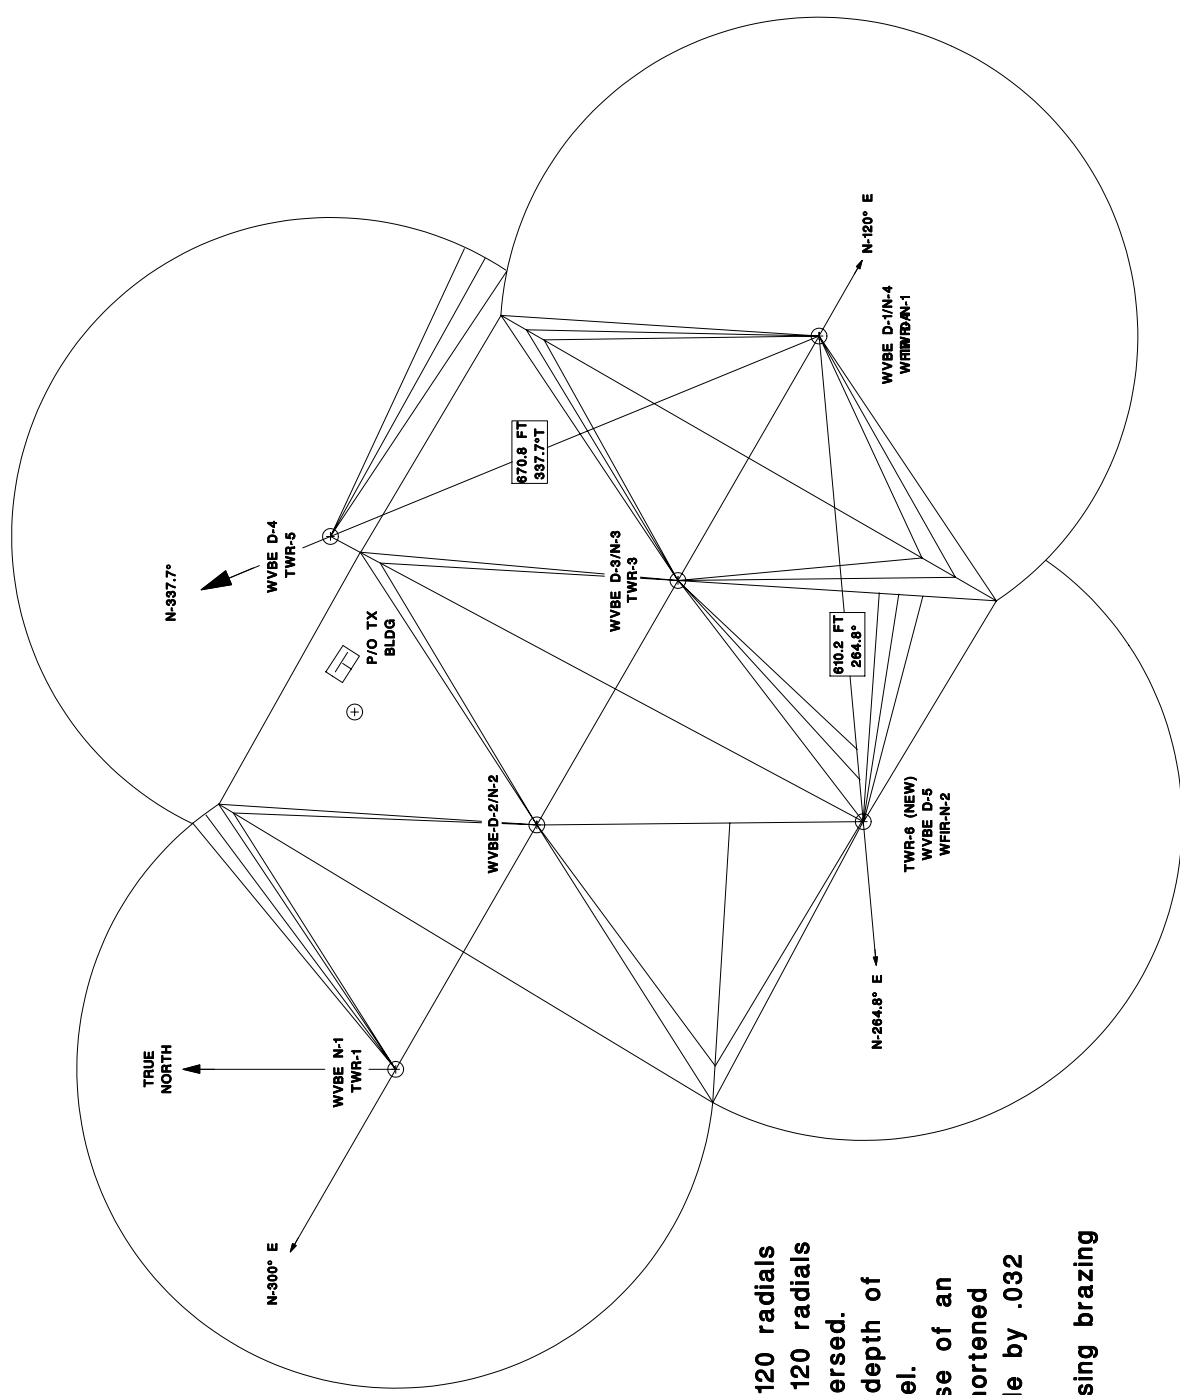 N-337.7°
WVBE D-4
TWR-5
670.8 FT
337.7°T
N-120° E
WVBE D-1/N-4
P/O TX
BLDG
WVBE D-3/N-3
TWR-3
610.2 FT
264.8°
WVBE-D-2/N-2
TWR-6 (NEW)
WVBE D-5
WFIR-N-2
TRUE
NORTH
WVBE N-1
TWR-1
N-264.8° E
N-300° E
120 radials
120 radials
ersed.
depth of
el.
se of an
hortened
le by .032
sing brazing